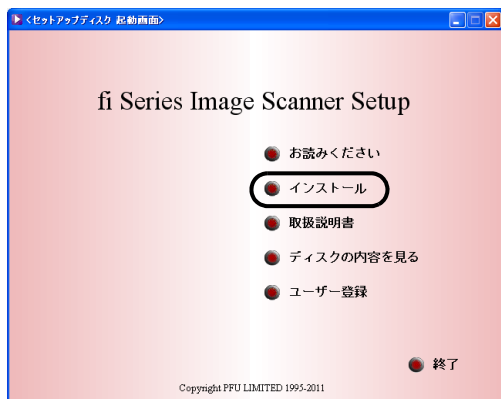 <セットアップディスク 起動画面>
fi Series Image Scanner Setup
お読みください
インストール
取扱説明書
ディスクの内容を見る
ユーザー登録
終了
Copyright PFU LIMITED 1995-2011